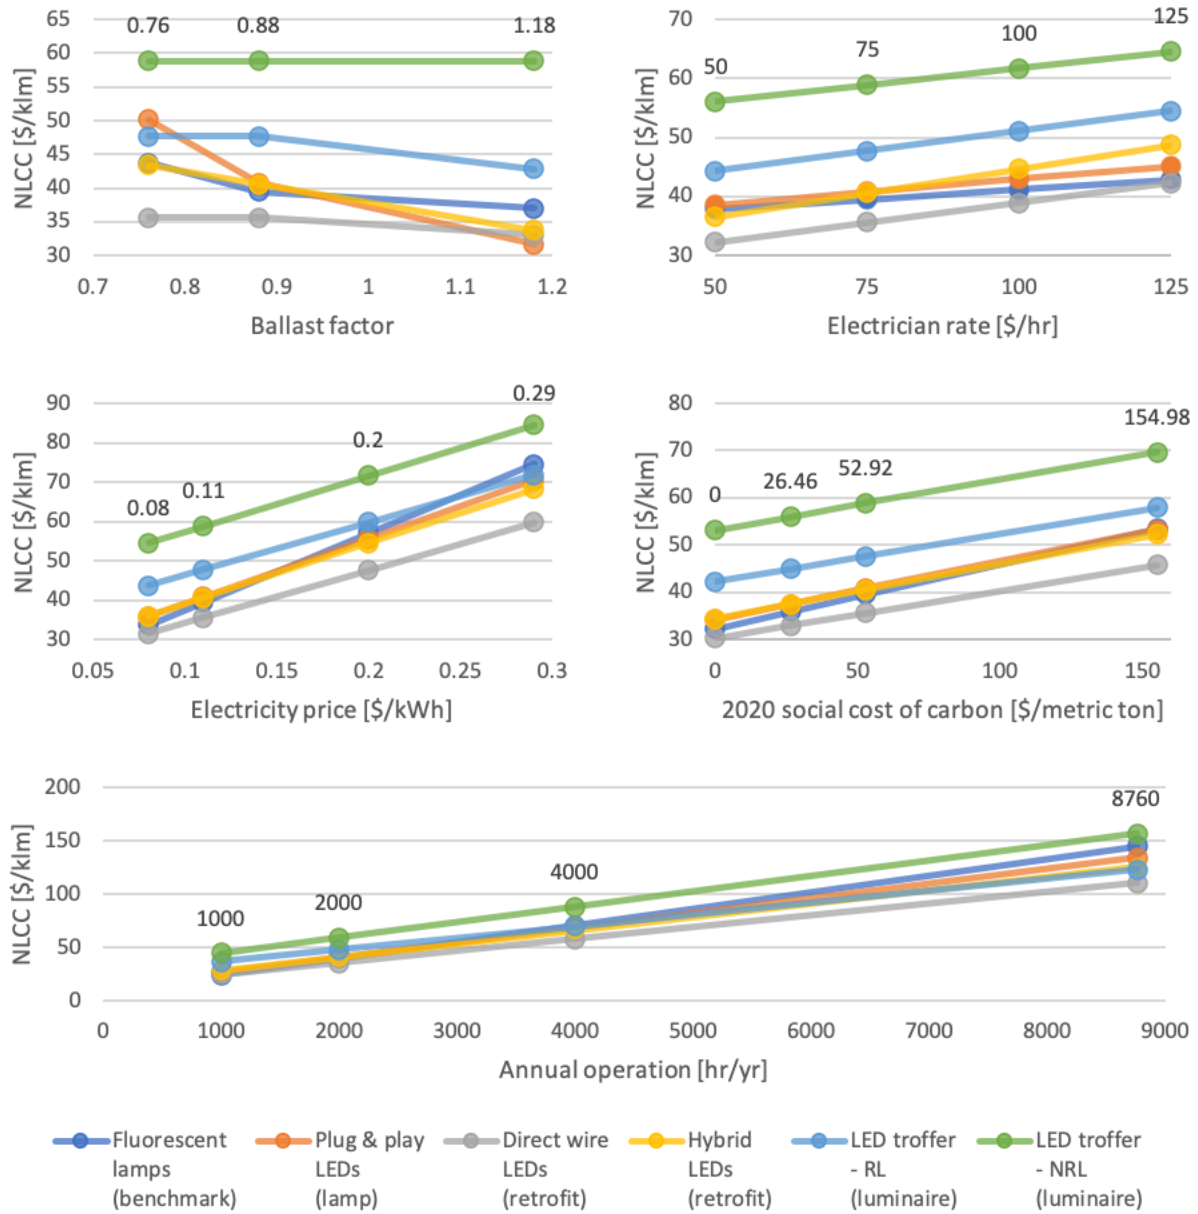 65
60
55
50
45
40
35
30
NLCC [$/klm]
0.76
0.88
1.18
0.7
0.8
0.9
1
1.1
1.2
Ballast factor
70
60
50
40
30
NLCC [$/klm]
50
75
100
125
50
75
100
125
Electrician rate [$/hr]
90
80
70
60
50
40
30
NLCC [$/klm]
0.08
0.11
0.2
0.29
0.05
0.1
0.15
0.2
0.25
0.3
Electricity price [$/kWh]
80
70
60
50
40
30
NLCC [$/klm]
0
26.46
52.92
154.98
0
50
100
150
2020 social cost of carbon [$/metric ton]
200
150
100
50
0
NLCC [$/klm]
1000
2000
4000
8760
0
1000
2000
3000
4000
5000
6000
7000
8000
9000
Annual operation [hr/yr]
Fluorescent
lamps
(benchmark)
Plug & play
LEDs
(lamp)
Direct wire
LEDs
(retrofit)
Hybrid
LEDs
(retrofit)
LED troffer
- RL
(luminaire)
LED troffer
- NRL
(luminaire)